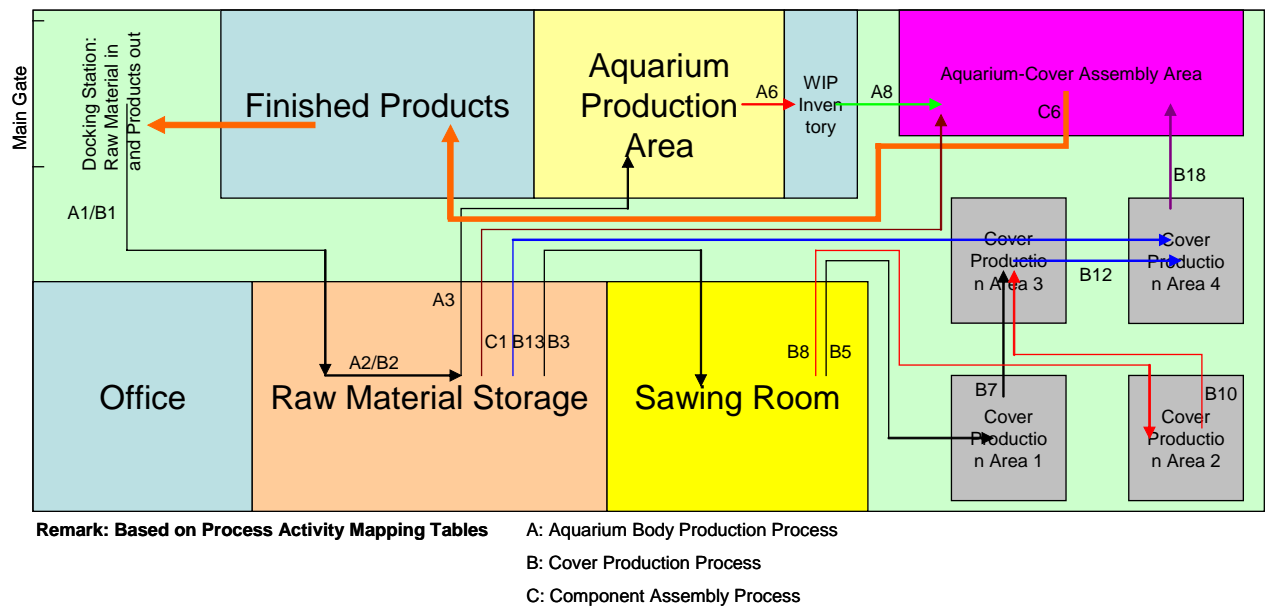 Main Gate
Docking Station:
Raw Material in
and Products out
Finished Products
Aquarium
Production
Area
A6
WIP
Inven
tory
A8
Aquarium-Cover Assembly Area
C6
B18
A1/B1
Cover
Productio
n Area 3
B12
Cover
Productio
n Area 4
A3
A2/B2
C1
B13
B3
B8
B5
Office
Raw Material Storage
Sawing Room
B7
Cover
Productio
n Area 1
B10
Cover
Productio
n Area 2
Remark: Based on Process Activity Mapping Tables
A: Aquarium Body Production Process
B: Cover Production Process
C: Component Assembly Process